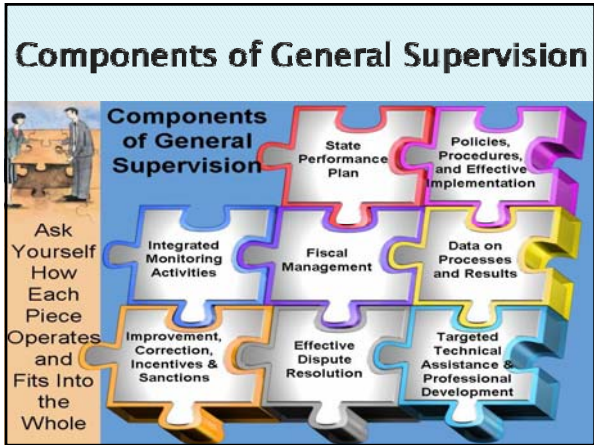 Components of General Supervision
Components
of General
Supervision
Ask
Yourself
How
Each
Piece
Operates
and
Fits Into
the
Whole
State
Performance
Plan
Policies,
Procedures,
and Effective
Implementation
Integrated
Monitoring
Activities
Fiscal
Management
Data on
Processes
and Results
Improvement,
Correction,
Incentives &
Sanctions
Effective
Dispute
Resolution
Targeted
Technical
Assistance &
Professional
Development